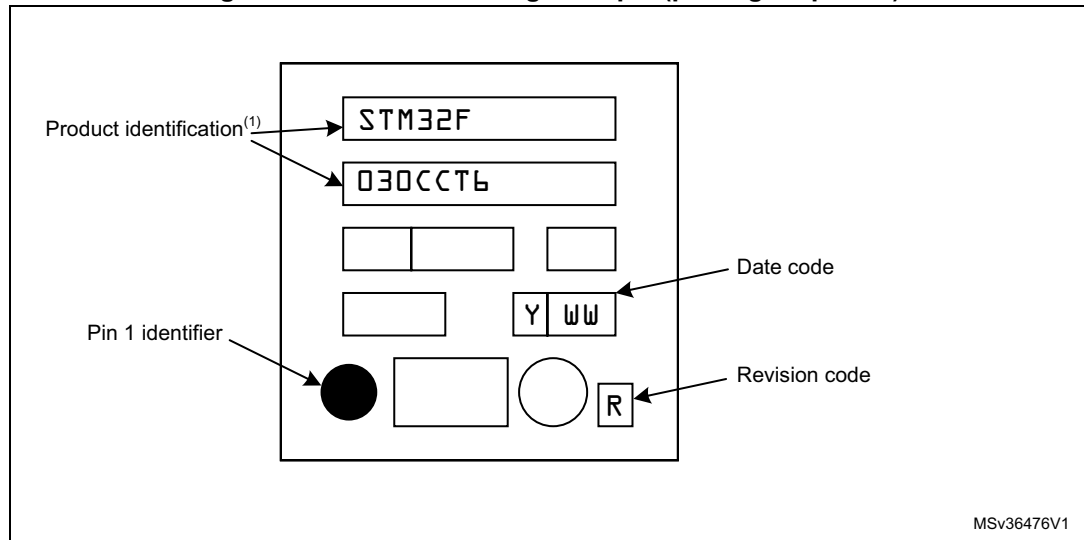 STM32F
Product identification(1)
030CCT6
Date code
Y WW
Pin 1 identifier
Revision code
R
MSv36476V1